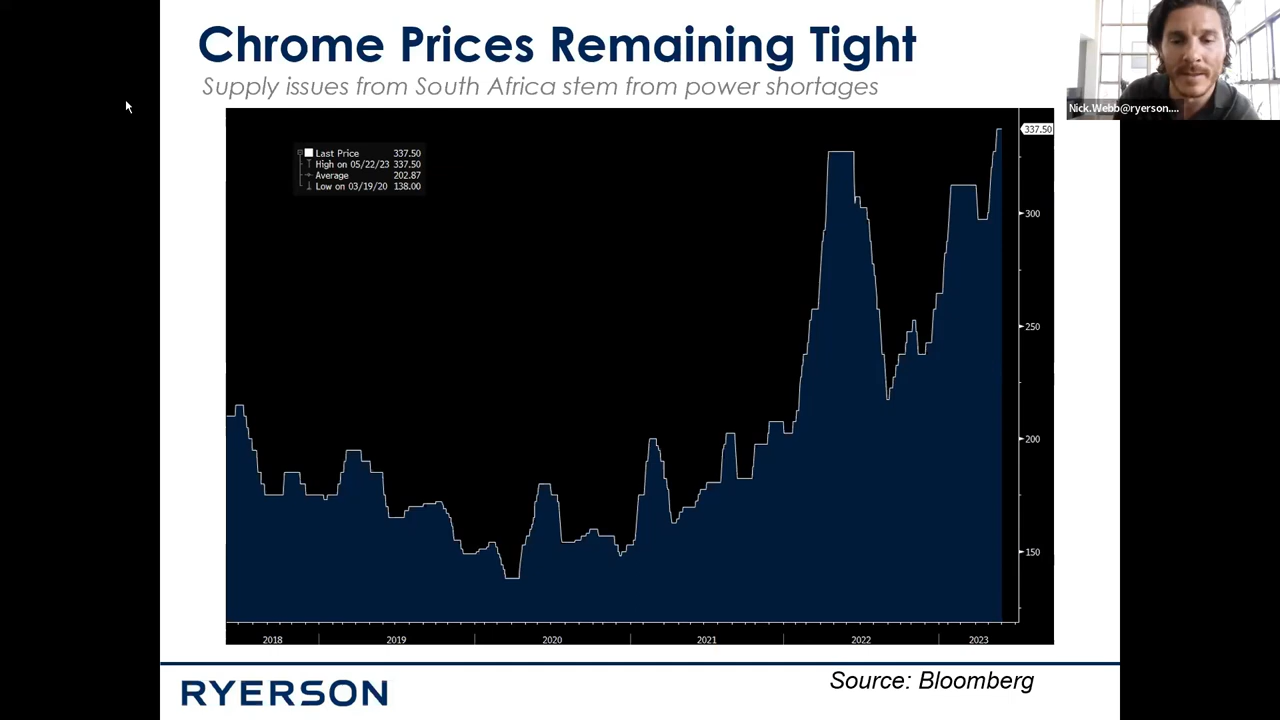 Chrome Prices Remaining Tight
Supply issues from South Africa stem from power shortages
Nick.Webb@ryerson....
Last Price 337.50
High on 05/22/23 337.50
Average 202.87
Low on 03/19/20 138.00
337.50
300
250
200
150
2018 2019 2020 2021 2022 2023
Source: Bloomberg
RYERSON